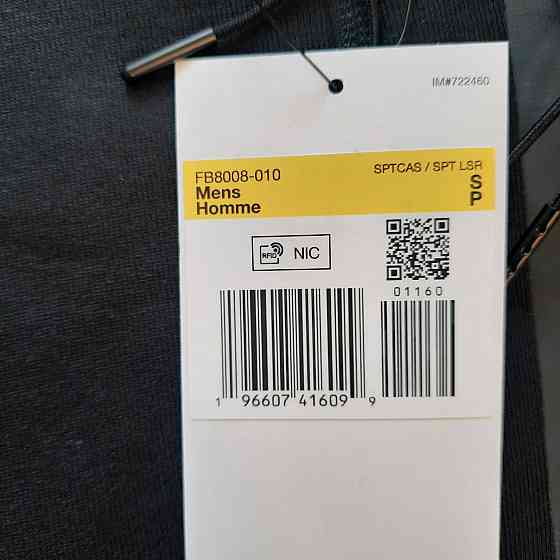 IM#722460
FB8008-010
SPTCAS / SPT LSR
Mens
S
Homme
P
RFID
NIC
01160
1 96607 41609 9